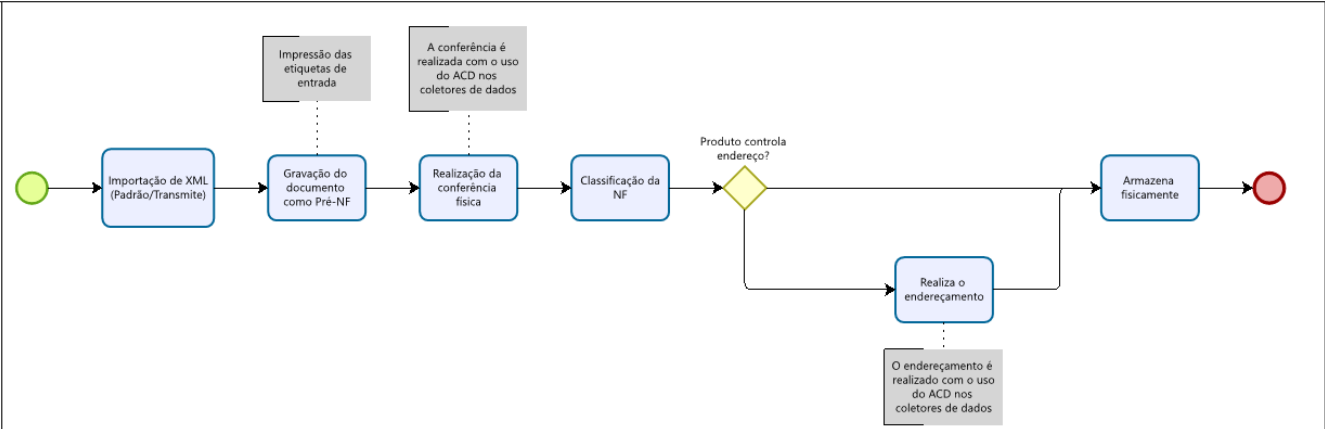 Impressão das
etiquetas de
entrada
A conferência é
realizada com o uso
do ACD nos
coletores de dados
Importação de XML
(Padrão/Transmite)
Gravação do
documento
como Pré-NF
Realização da
conferência
física
Classificação da
NF
Produto controla
endereço?
Armazena
fisicamente
Realiza o
endereçamento
O endereçamento é
realizado com o uso
do ACD nos
coletores de dados